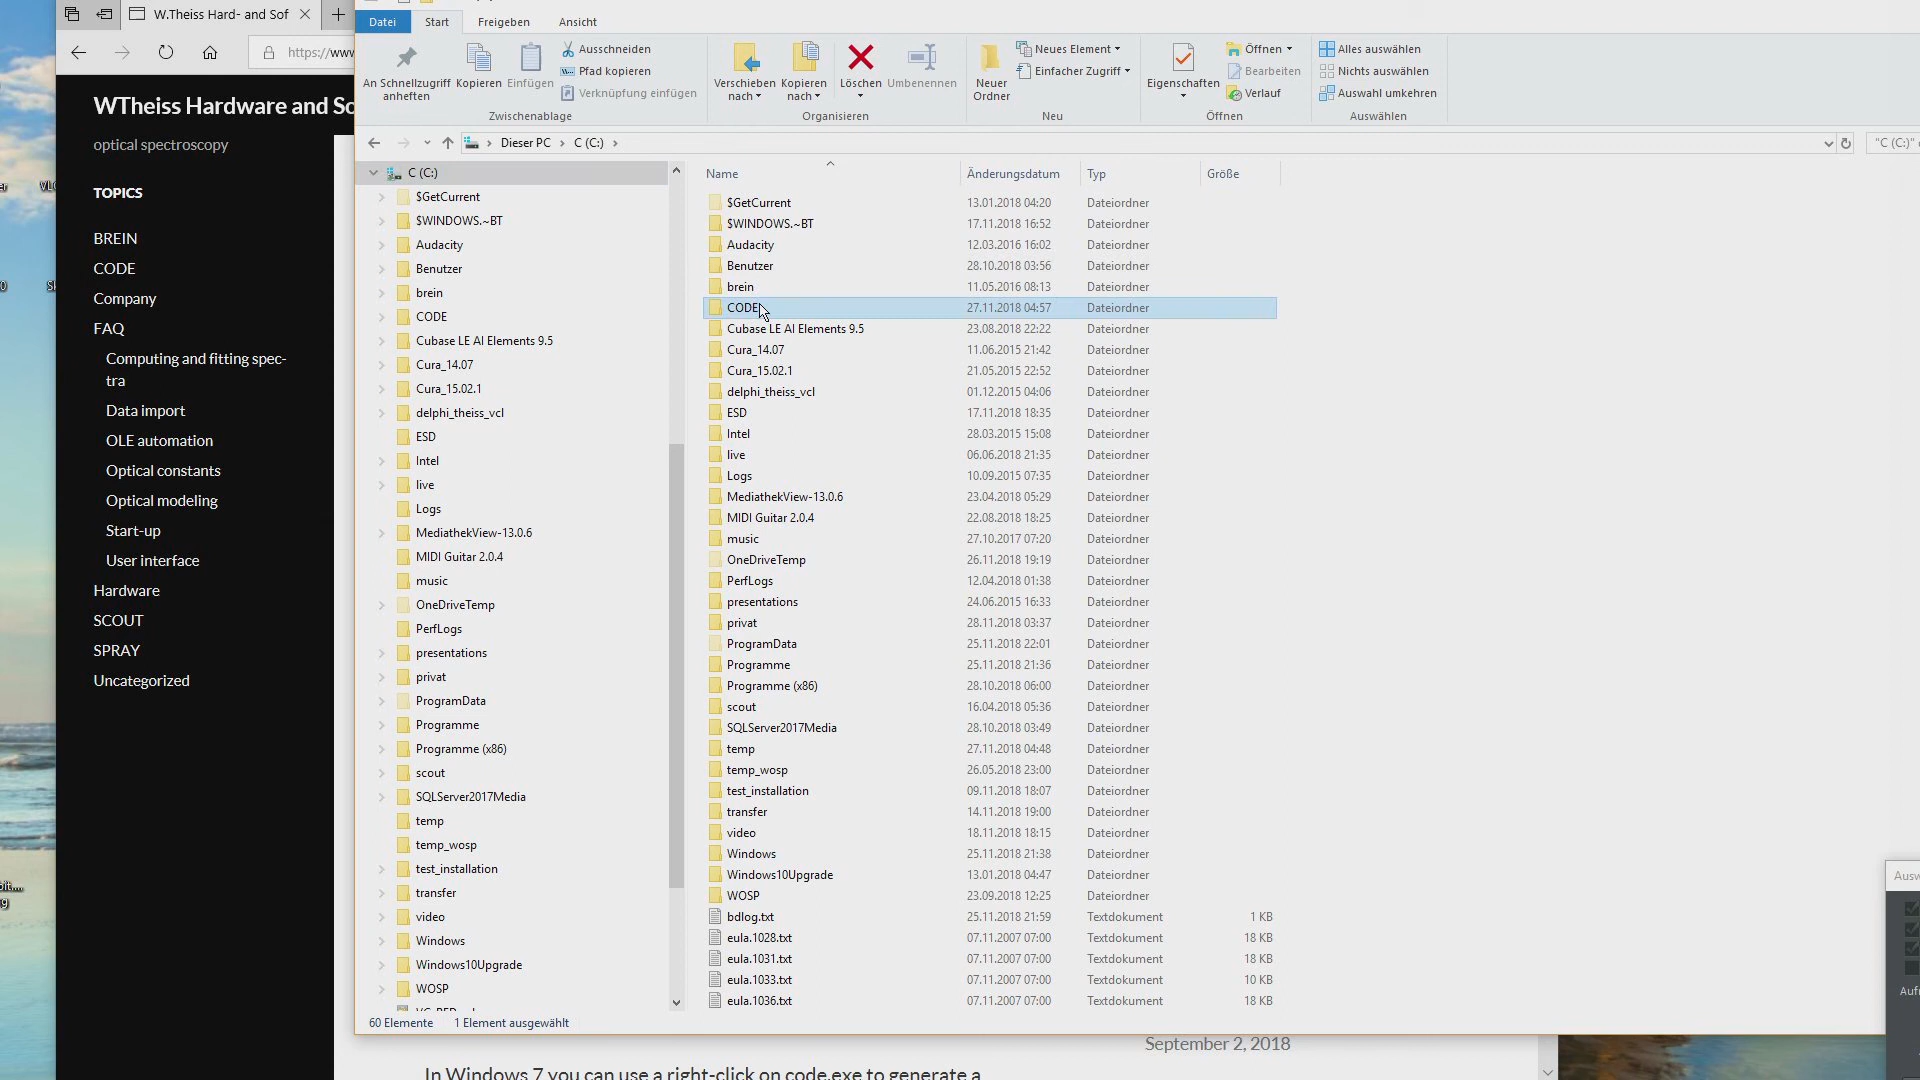 W.Theiss Hard- and Sof
https://www
WTheiss Hardware and So
optical spectroscopy
TOPICS
BREIN
CODE
Company
FAQ
Computing and fitting spec-
tra
Data import
OLE automation
Optical constants
Optical modeling
Start-up
User interface
Hardware
SCOUT
SPRAY
Uncategorized
Datei Start Freigeben Ansicht
An Schnellzugriff
anheften
Kopieren
Einfügen
Ausschneiden
Pfad kopieren
Verknüpfung einfügen
Zwischenablage
Verschieben
nach
Kopieren
nach
Löschen
Umbenennen
Organisieren
Neuer
Ordner
Neues Element
Einfacher Zugriff
Neu
Eigenschaften
Öffnen
Bearbeiten
Verlauf
Öffnen
Alles auswählen
Nichts auswählen
Auswahl umkehren
Auswählen
Dieser PC > C (C:) >
"C (C:)"
C (C:)
$GetCurrent
$WINDOWS.~BT
Audacity
Benutzer
brein
CODE
Cubase LE AI Elements 9.5
Cura_14.07
Cura_15.02.1
delphi_theiss_vcl
ESD
Intel
live
Logs
MediathekView-13.0.6
MIDI Guitar 2.0.4
music
OneDriveTemp
PerfLogs
presentations
privat
ProgramData
Programme
Programme (x86)
scout
SQLServer2017Media
temp
temp_wosp
test_installation
transfer
video
Windows
Windows10Upgrade
WOSP
Name Änderungsdatum Typ Größe
$GetCurrent 13.01.2018 04:20 Dateiordner
$WINDOWS.~BT 17.11.2018 16:52 Dateiordner
Audacity 12.03.2016 16:02 Dateiordner
Benutzer 28.10.2018 03:56 Dateiordner
brein 11.05.2016 08:13 Dateiordner
CODE 27.11.2018 04:57 Dateiordner
Cubase LE AI Elements 9.5 23.08.2018 22:22 Dateiordner
Cura_14.07 11.06.2015 21:42 Dateiordner
Cura_15.02.1 21.05.2015 22:52 Dateiordner
delphi_theiss_vcl 01.12.2015 04:06 Dateiordner
ESD 17.11.2018 18:35 Dateiordner
Intel 28.03.2015 15:08 Dateiordner
live 06.06.2018 21:35 Dateiordner
Logs 10.09.2015 07:35 Dateiordner
MediathekView-13.0.6 23.04.2018 05:29 Dateiordner
MIDI Guitar 2.0.4 22.08.2018 18:25 Dateiordner
music 27.10.2017 07:20 Dateiordner
OneDriveTemp 26.11.2018 19:19 Dateiordner
PerfLogs 12.04.2018 01:38 Dateiordner
presentations 24.06.2015 16:33 Dateiordner
privat 28.11.2018 03:37 Dateiordner
ProgramData 25.11.2018 22:01 Dateiordner
Programme 25.11.2018 21:36 Dateiordner
Programme (x86) 28.10.2018 06:00 Dateiordner
scout 16.04.2018 05:36 Dateiordner
SQLServer2017Media 28.10.2018 03:49 Dateiordner
temp 27.11.2018 04:48 Dateiordner
temp_wosp 26.05.2018 23:00 Dateiordner
test_installation 09.11.2018 18:07 Dateiordner
transfer 14.11.2018 19:00 Dateiordner
video 18.11.2018 18:15 Dateiordner
Windows 25.11.2018 21:38 Dateiordner
Windows10Upgrade 13.01.2018 04:47 Dateiordner
WOSP 23.09.2018 12:25 Dateiordner
bdlog.txt 25.11.2018 21:59 Textdokument 1 KB
eula.1028.txt 07.11.2007 07:00 Textdokument 18 KB
eula.1031.txt 07.11.2007 07:00 Textdokument 18 KB
eula.1033.txt 07.11.2007 07:00 Textdokument 10 KB
eula.1036.txt 07.11.2007 07:00 Textdokument 18 KB
60 Elemente 1 Element ausgewählt
September 2, 2018
In Windows 7 you can use a right-click on code.exe to generate a